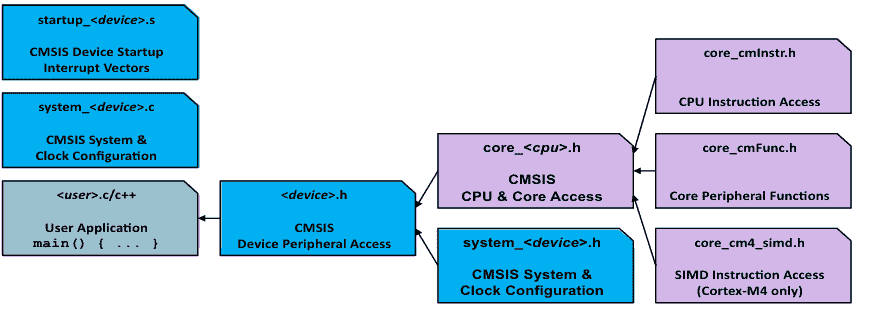 startup_<device>.s
CMSIS Device Startup
Interrupt Vectors
system_<device>.c
CMSIS System &
Clock Configuration
<user>.c/c++
User Application
main() { ... }
<device>.h
CMSIS
Device Peripheral Access
core_<cpu>.h
CMSIS
CPU & Core Access
system_<device>.h
CMSIS System &
Clock Configuration
core_cmInstr.h
CPU Instruction Access
core_cmFunc.h
Core Peripheral Functions
core_cm4_simd.h
SIMD Instruction Access
(Cortex-M4 only)